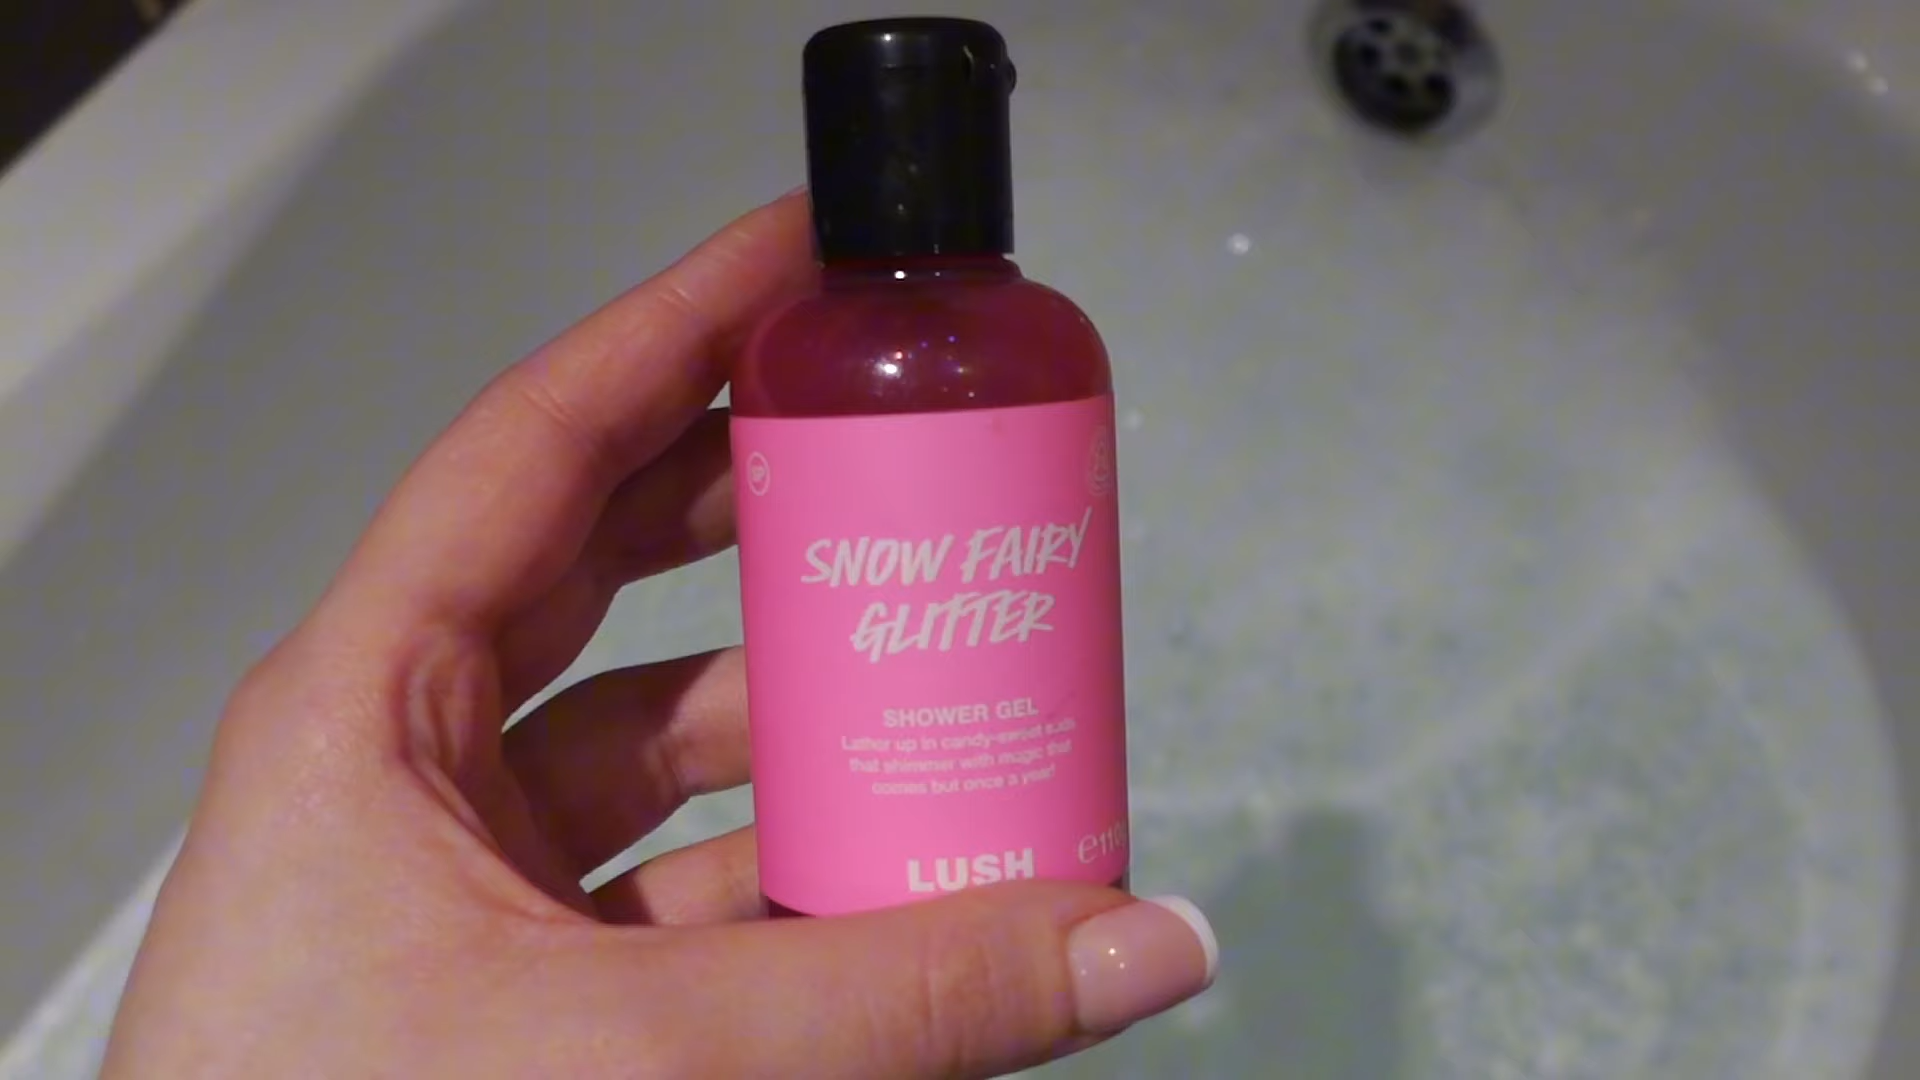 SNOW FAIRY
GLITTER
SHOWER GEL
Lather up in candy-sweet suds
that shimmer with magic that
comes but once a year!
LUSH
e110g